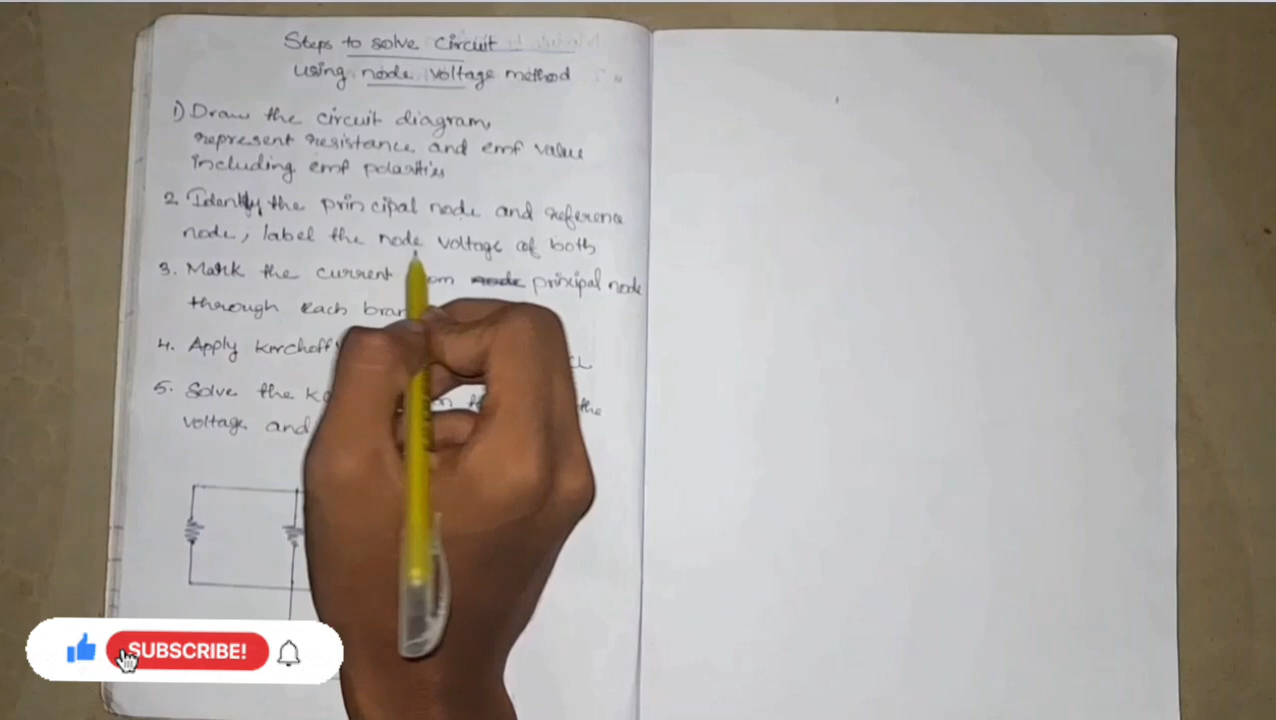 Steps to solve circuit
using node voltage method
1) Draw the circuit diagram,
represent resistance and emf value
including emf polarities
2. Identify the principal node and reference
node, label the node voltage of both
3. Mark the current principal node
through each
4. Apply
5. Solve the the
voltage and
SUBSCRIBE!